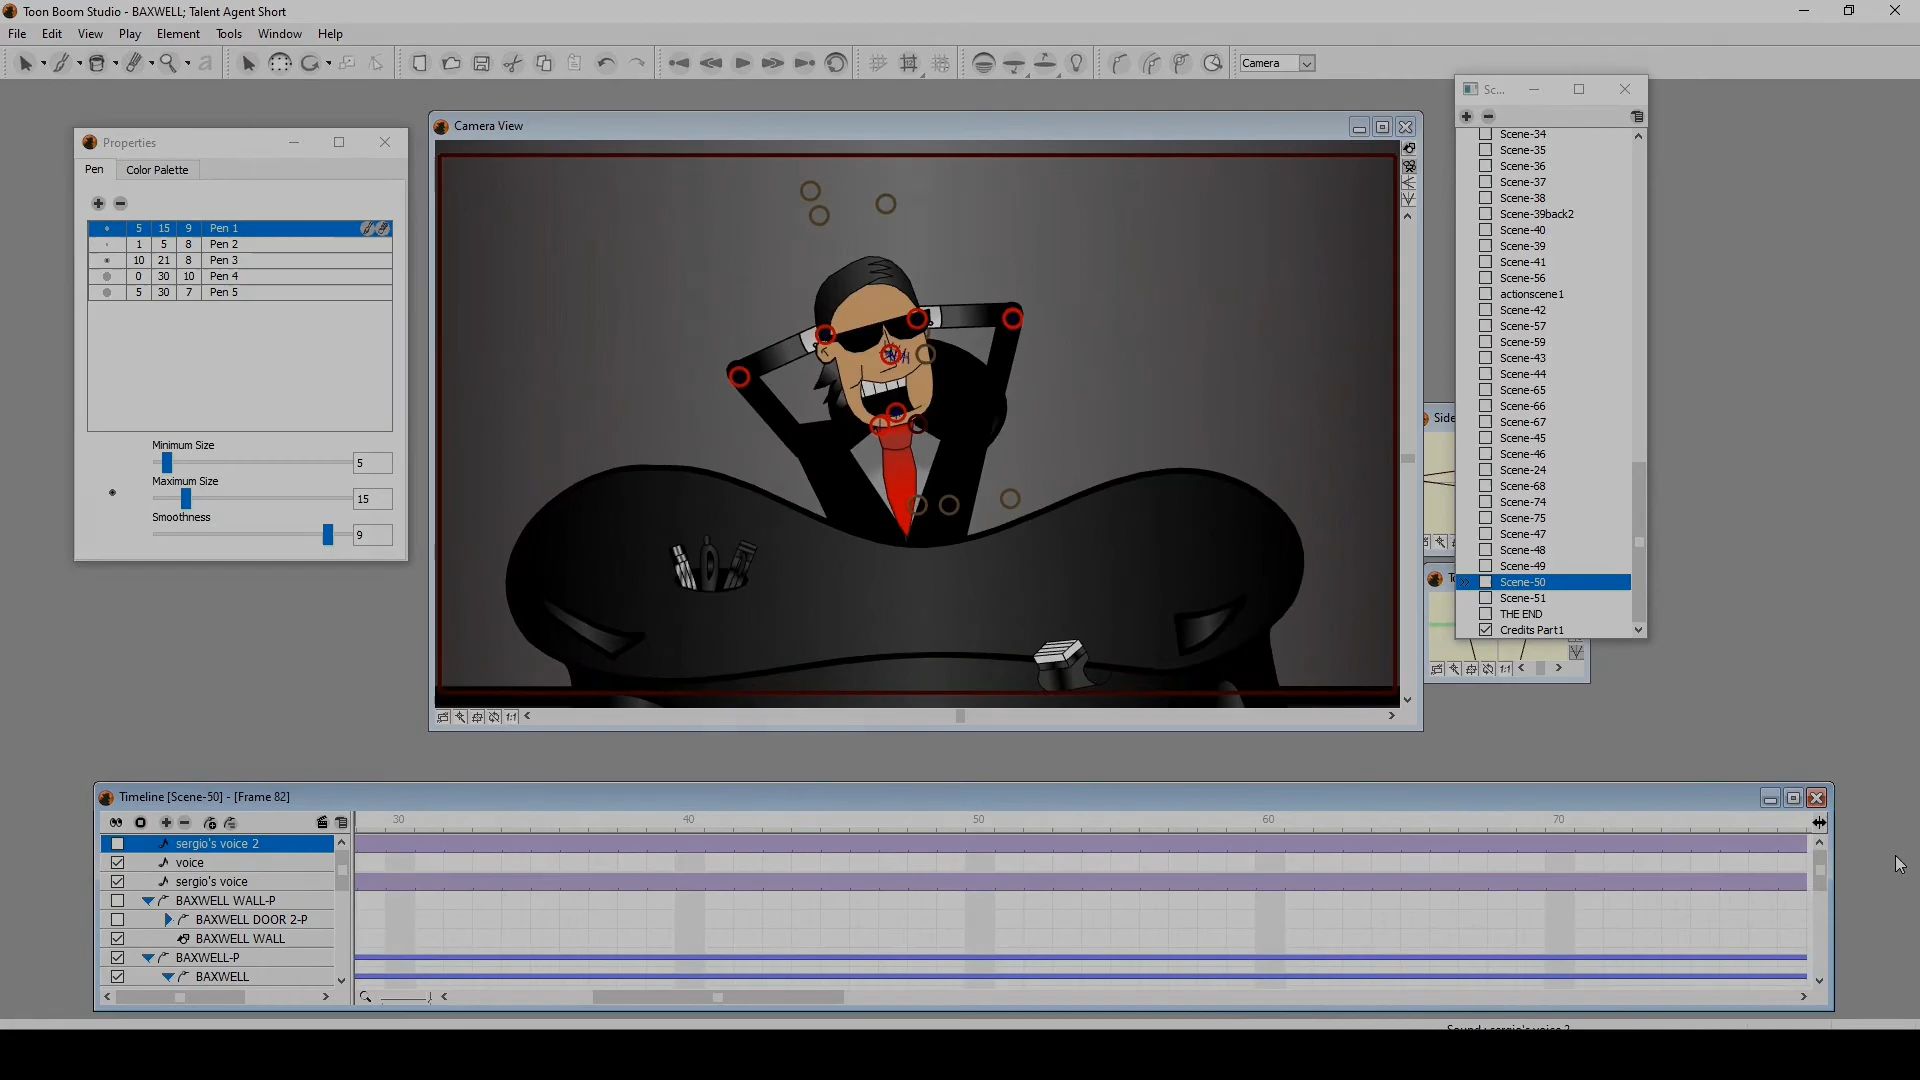 Toon Boom Studio - BAXWELL; Talent Agent Short
File Edit View Play Element Tools Window Help
Camera
Properties
Pen Color Palette
5 15 9 Pen 1
1 5 8 Pen 2
10 21 8 Pen 3
0 30 10 Pen 4
5 30 7 Pen 5
Minimum Size
5
Maximum Size
15
Smoothness
9
Camera View
1:1
Side
Sc...
Scene-34
Scene-35
Scene-36
Scene-37
Scene-38
Scene-39back2
Scene-40
Scene-39
Scene-41
Scene-56
actionscene1
Scene-42
Scene-57
Scene-59
Scene-43
Scene-44
Scene-65
Scene-66
Scene-67
Scene-45
Scene-46
Scene-24
Scene-68
Scene-74
Scene-75
Scene-47
Scene-48
Scene-49
Scene-50
Scene-51
THE END
Credits Part1
1:1
Timeline [Scene-50] - [Frame 82]
30 40 50 60 70
sergio's voice 2
voice
sergio's voice
BAXWELL WALL-P
BAXWELL DOOR 2-P
BAXWELL WALL
BAXWELL-P
BAXWELL